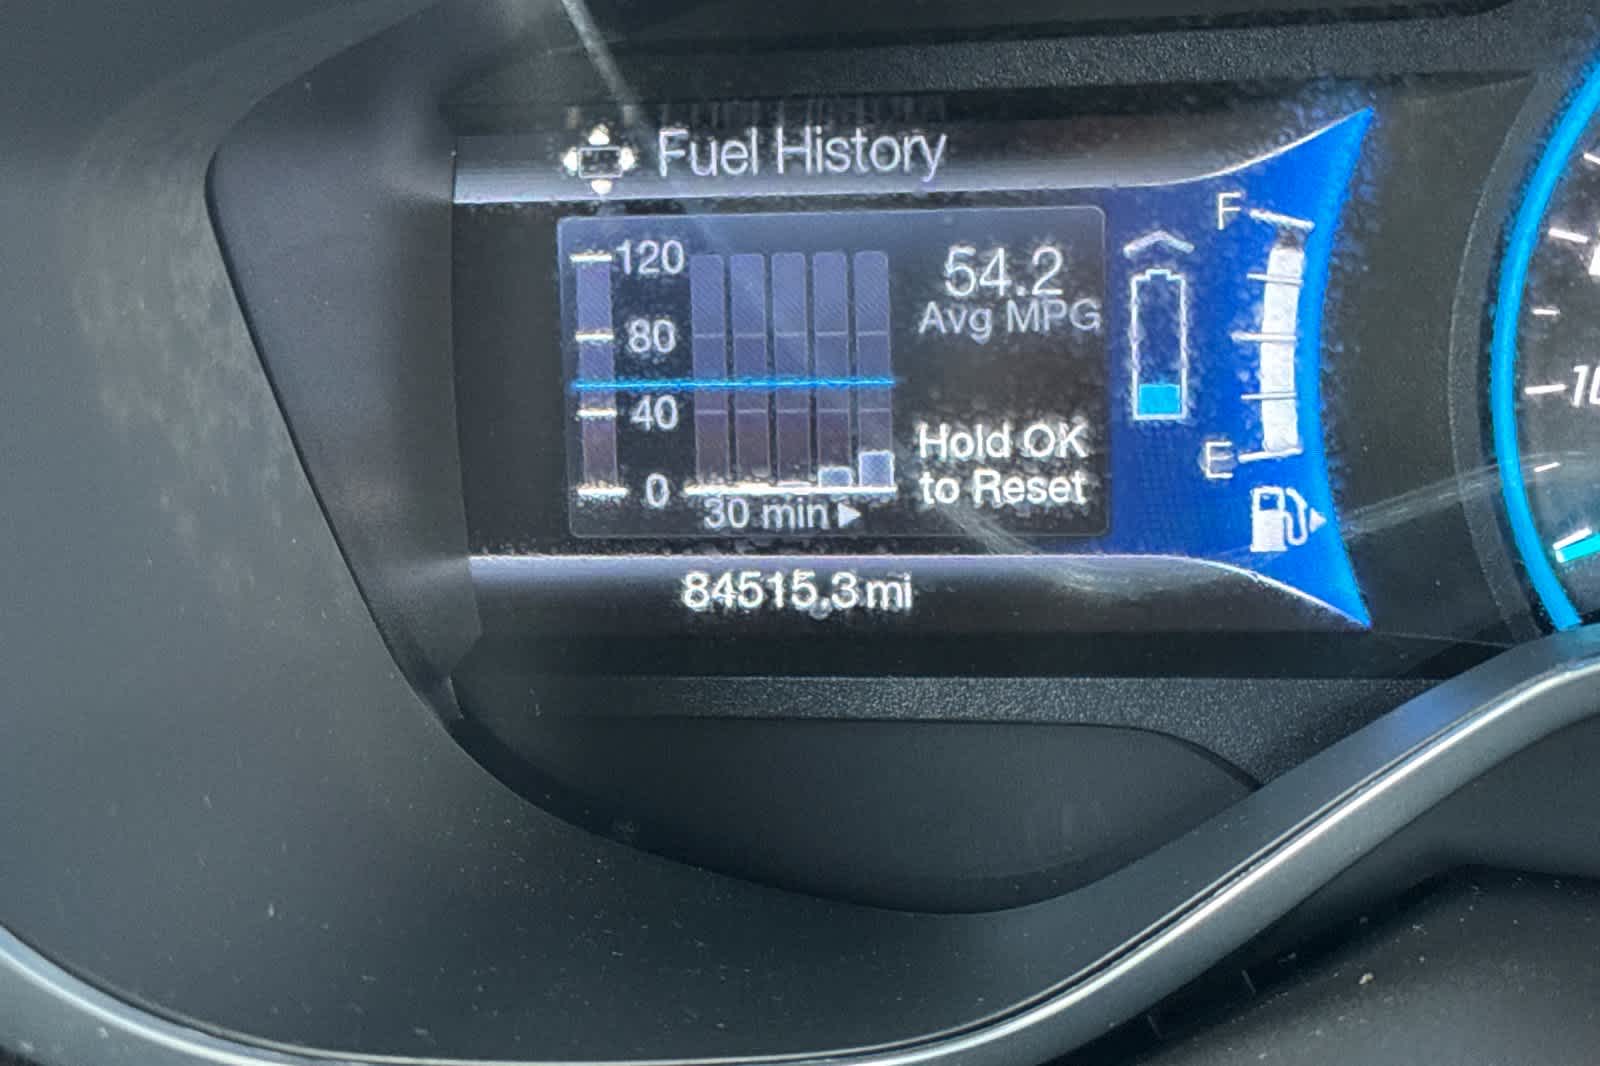 Fuel History
120
80
40
0
30 min
54.2
Avg MPG
Hold OK
to Reset
F
E
84515.3 mi
10